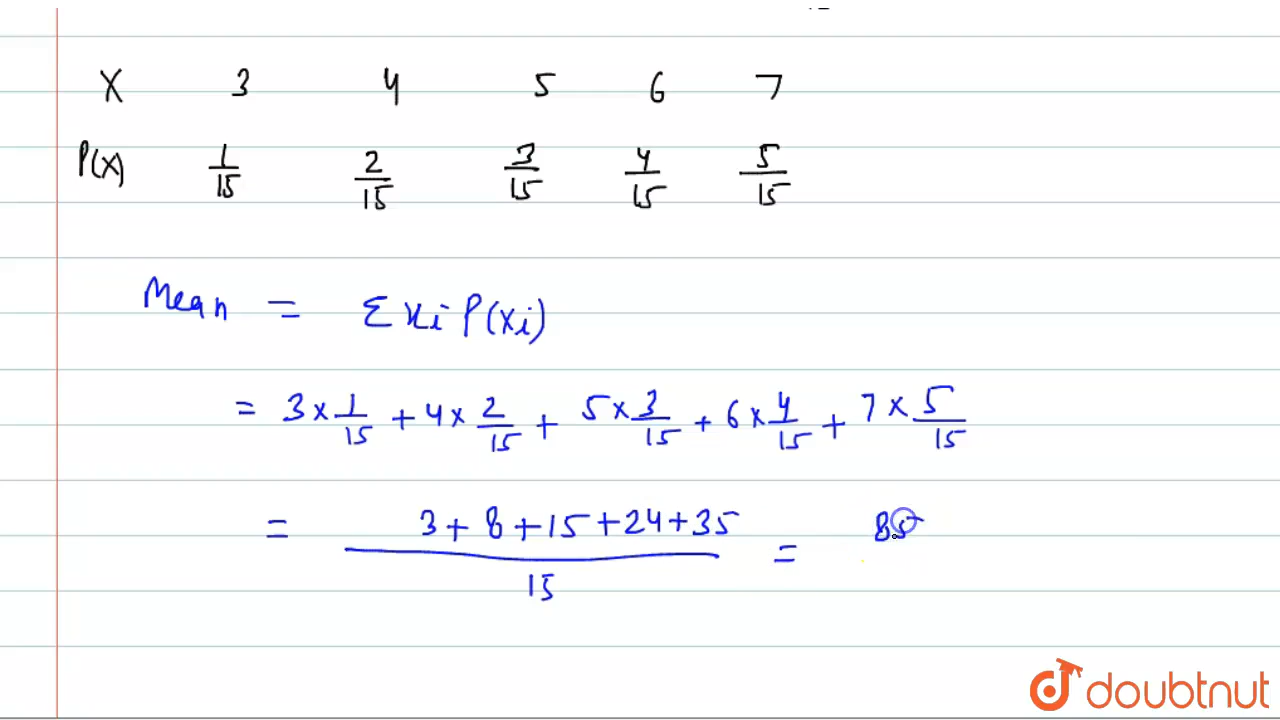 X 3 4 5 6 7
P(X) 1/15 2/15 3/15 4/15 5/15
Mean = Σ xi P(xi)
= 3 × 1/15 + 4 × 2/15 + 5 × 3/15 + 6 × 4/15 + 7 × 5/15
= 3 + 8 + 15 + 24 + 35 / 15 = 85
doubtnut